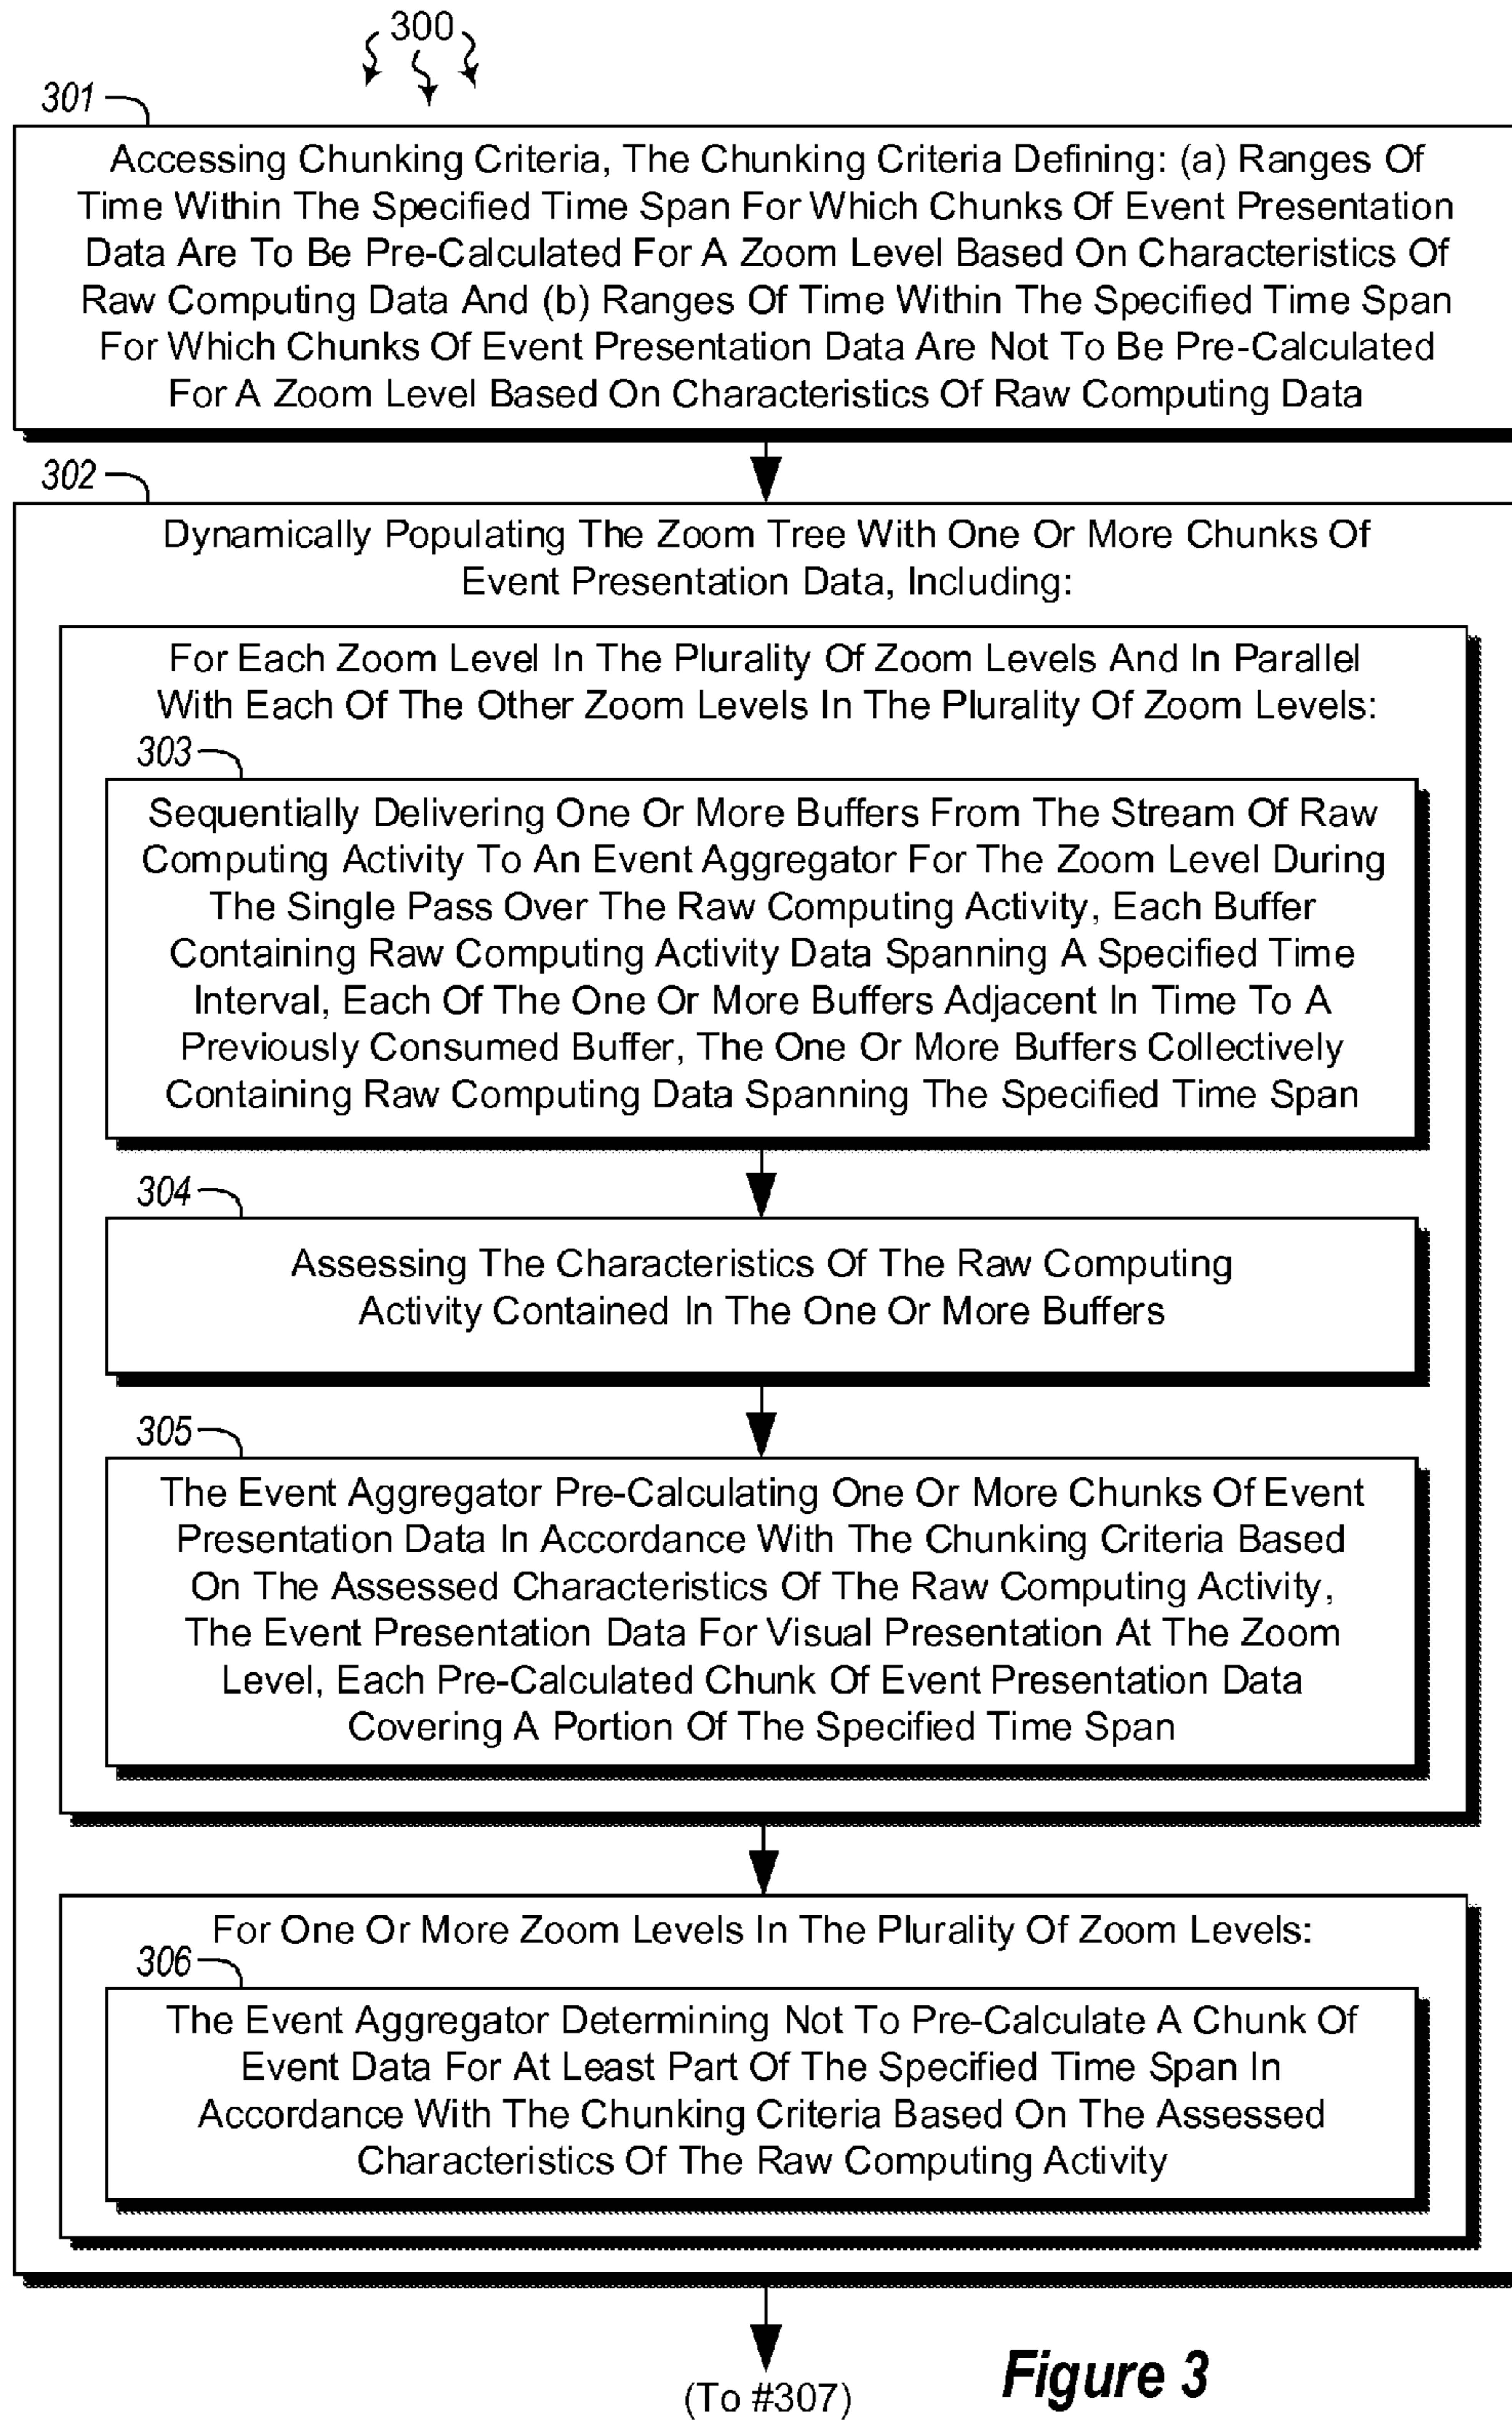 300
301
Accessing Chunking Criteria, The Chunking Criteria Defining: (a) Ranges Of
Time Within The Specified Time Span For Which Chunks Of Event Presentation
Data Are To Be Pre-Calculated For A Zoom Level Based On Characteristics Of
Raw Computing Data And (b) Ranges Of Time Within The Specified Time Span
For Which Chunks Of Event Presentation Data Are Not To Be Pre-Calculated
For A Zoom Level Based On Characteristics Of Raw Computing Data
302
Dynamically Populating The Zoom Tree With One Or More Chunks Of
Event Presentation Data, Including:
For Each Zoom Level In The Plurality Of Zoom Levels And In Parallel
With Each Of The Other Zoom Levels In The Plurality Of Zoom Levels:
303
Sequentially Delivering One Or More Buffers From The Stream Of Raw
Computing Activity To An Event Aggregator For The Zoom Level During
The Single Pass Over The Raw Computing Activity, Each Buffer
Containing Raw Computing Activity Data Spanning A Specified Time
Interval, Each Of The One Or More Buffers Adjacent In Time To A
Previously Consumed Buffer, The One Or More Buffers Collectively
Containing Raw Computing Data Spanning The Specified Time Span
304
Assessing The Characteristics Of The Raw Computing
Activity Contained In The One Or More Buffers
305
The Event Aggregator Pre-Calculating One Or More Chunks Of Event
Presentation Data In Accordance With The Chunking Criteria Based
On The Assessed Characteristics Of The Raw Computing Activity,
The Event Presentation Data For Visual Presentation At The Zoom
Level, Each Pre-Calculated Chunk Of Event Presentation Data
Covering A Portion Of The Specified Time Span
For One Or More Zoom Levels In The Plurality Of Zoom Levels:
306
The Event Aggregator Determining Not To Pre-Calculate A Chunk Of
Event Data For At Least Part Of The Specified Time Span In
Accordance With The Chunking Criteria Based On The Assessed
Characteristics Of The Raw Computing Activity
(To #307)
Figure 3